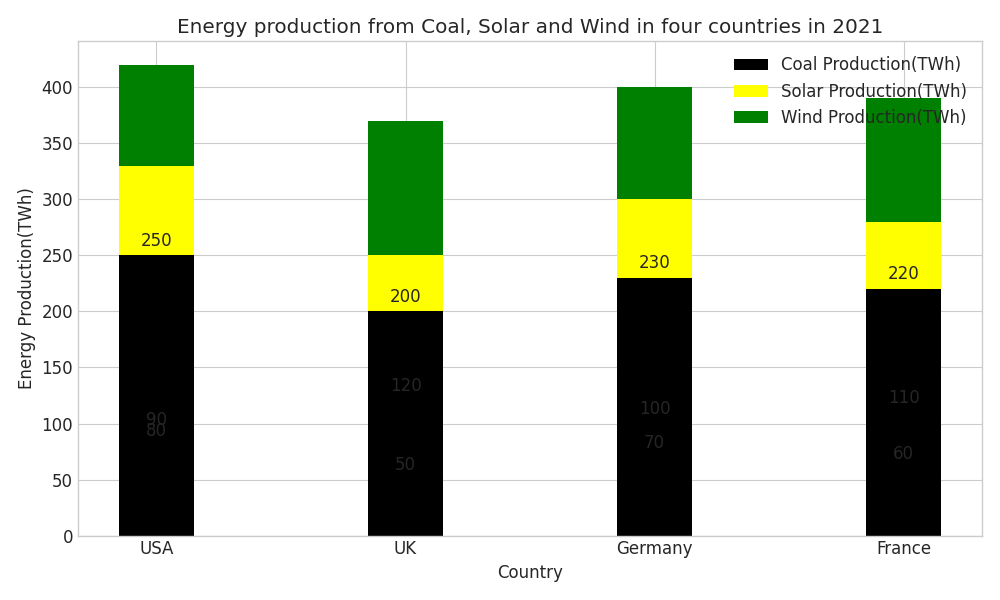 Energy production from Coal, Solar and Wind in four countries in 2021
Coal Production(TWh)
Solar Production(TWh)
Wind Production(TWh)
Energy Production(TWh)
400
350
300
250
200
150
100
50
0
250
90
80
200
120
50
230
100
70
220
110
60
USA
UK
Germany
France
Country